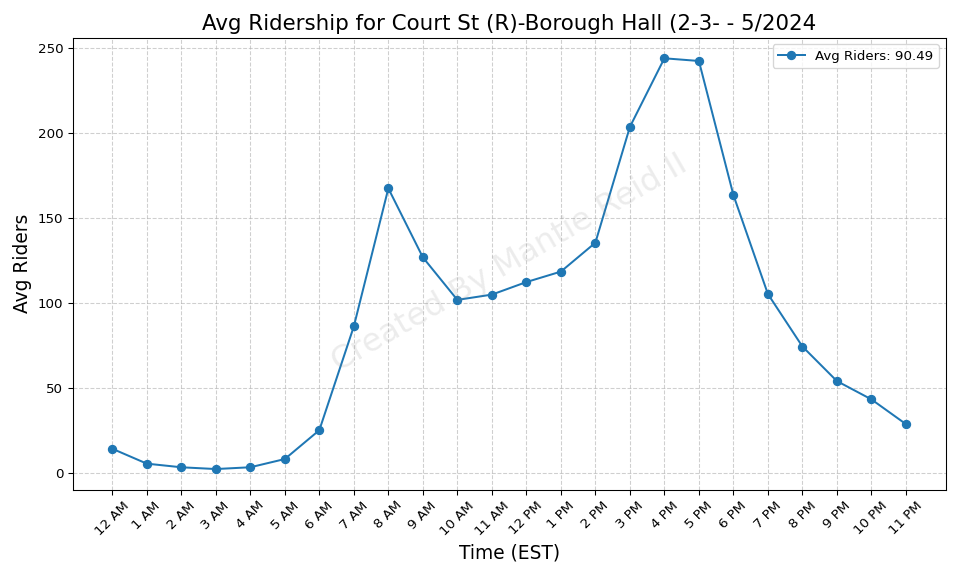 Avg Ridership for Court St (R)-Borough Hall (2-3- - 5/2024
Avg Riders: 90.49
250
200
150
100
50
0
Avg Riders
Created By Mantle Reid II
12 AM
1 AM
2 AM
3 AM
4 AM
5 AM
6 AM
7 AM
8 AM
9 AM
10 AM
11 AM
12 PM
1 PM
2 PM
3 PM
4 PM
5 PM
6 PM
7 PM
8 PM
9 PM
10 PM
11 PM
Time (EST)